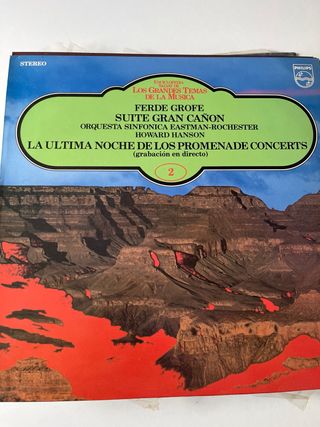 STEREO
PHILIPS
ENCICLOPEDIA
SALVAT DE
LOS GRANDES TEMAS
DE LA MUSICA
FERDE GROFE
SUITE GRAN CAÑON
ORQUESTA SINFONICA EASTMAN-ROCHESTER
HOWARD HANSON
LA ULTIMA NOCHE DE LOS PROMENADE CONCERTS
(grabación en directo)
2